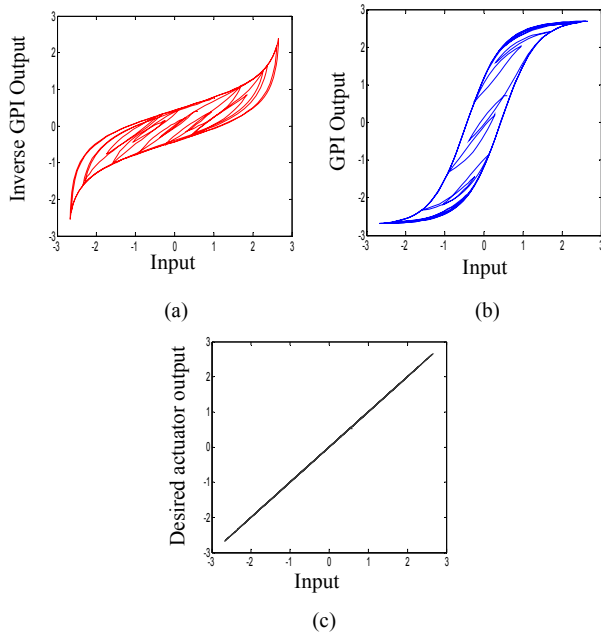 3
2
1
0
-1
-2
-3
-3 -2 -1 0 1 2 3
Inverse GPI Output
Input
(a)
3
2
1
0
-1
-2
-3
-3 -2 -1 0 1 2 3
GPI Output
Input
(b)
3
2
1
0
-1
-2
-3
-3 -2 -1 0 1 2 3
Desired actuator output
Input
(c)